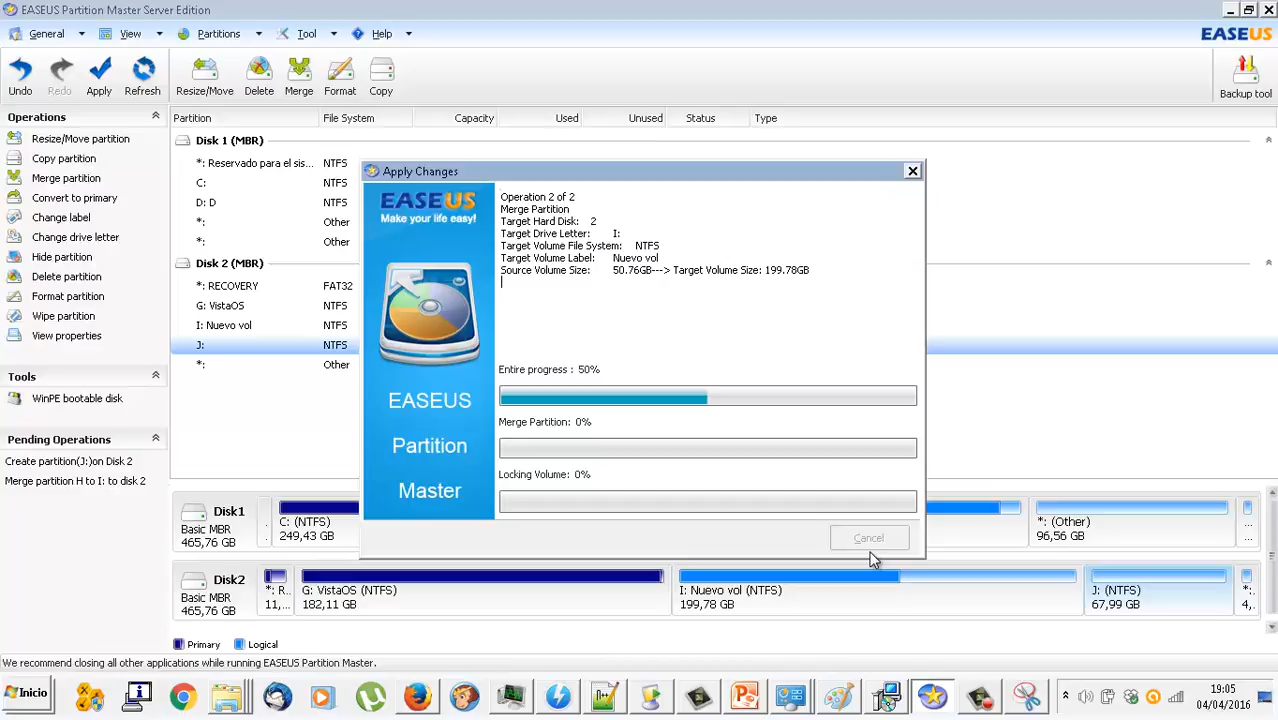 EASEUS Partition Master Server Edition
General View Partitions Tool Help EASEUS
Undo Redo Apply Refresh Resize/Move Delete Merge Format Copy Backup tool
Operations
Resize/Move partition
Copy partition
Merge partition
Convert to primary
Change label
Change drive letter
Hide partition
Delete partition
Format partition
Wipe partition
View properties
Tools
WinPE bootable disk
Pending Operations
Create partition(J:)on Disk 2
Merge partition H to I: to disk 2
Partition File System Capacity Used Unused Status Type
Disk 1 (MBR)
*: Reservado para el sis... NTFS
C: NTFS
D: D NTFS
*: Other
*: Other
Disk 2 (MBR)
*: RECOVERY FAT32
G: VistaOS NTFS
I: Nuevo vol NTFS
J: NTFS
*: Other
Apply Changes
EASEUS
Make your life easy!
EASEUS
Partition
Master
Operation 2 of 2
Merge Partition
Target Hard Disk: 2
Target Drive Letter: I:
Target Volume File System: NTFS
Target Volume Label: Nuevo vol
Source Volume Size: 50.76GB---> Target Volume Size: 199.78GB
Entire progress : 50%
Merge Partition: 0%
Locking Volume: 0%
Cancel
Disk1
Basic MBR
465,76 GB
.
C: (NTFS)
249,43 GB
*: (Other)
96,56 GB
...
Disk2
Basic MBR
465,76 GB
*: R...
11,...
G: VistaOS (NTFS)
182,11 GB
I: Nuevo vol (NTFS)
199,78 GB
J: (NTFS)
67,99 GB
*:
4,.
Primary Logical
We recommend closing all other applications while running EASEUS Partition Master.
Inicio
19:05
04/04/2016